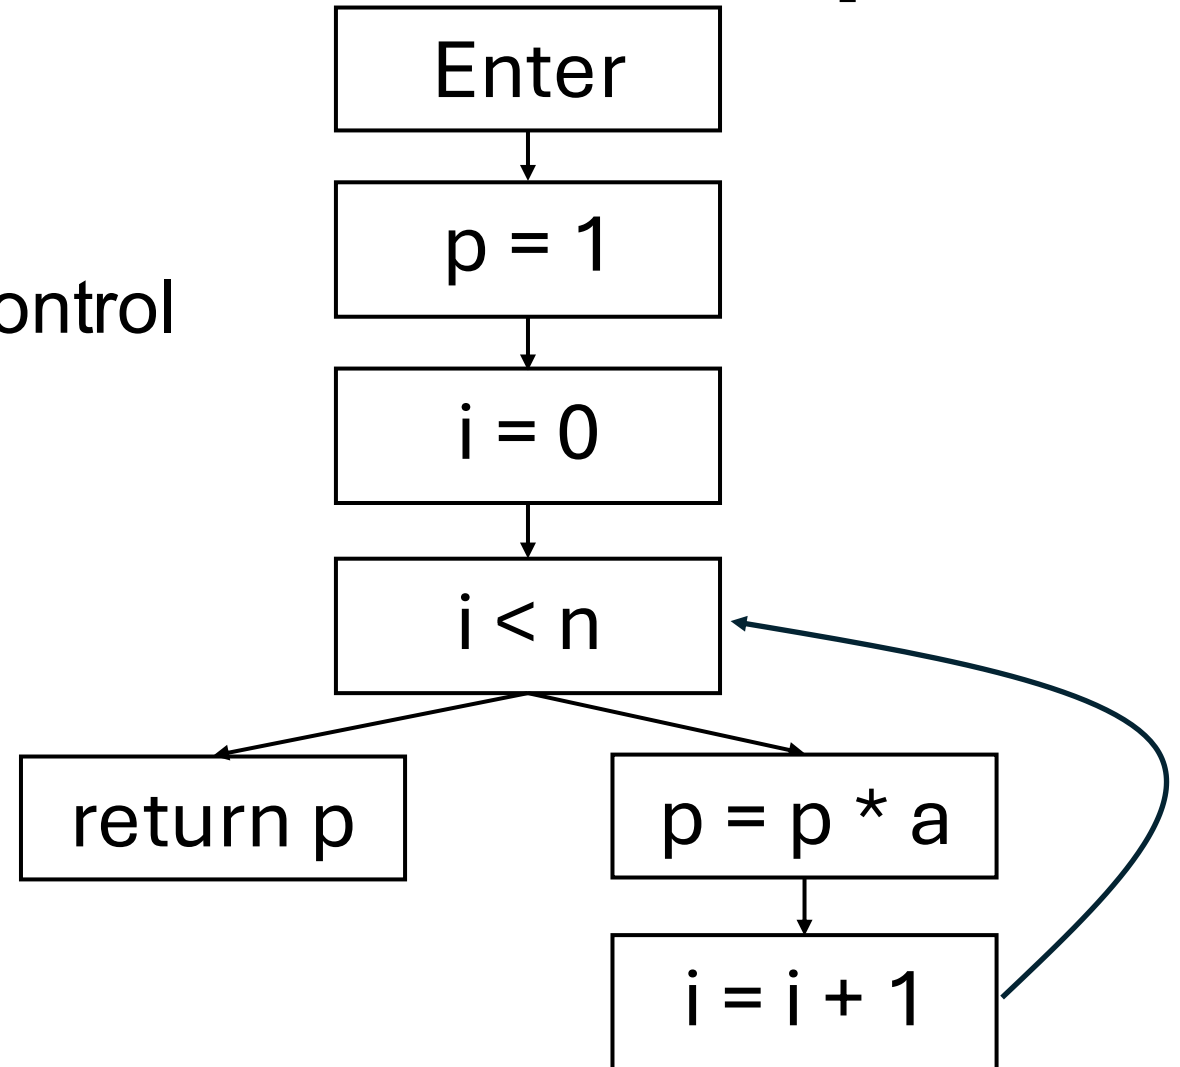 Enter
p = 1
ontrol
i = 0
i < n
return p
p = p * a
i = i + 1